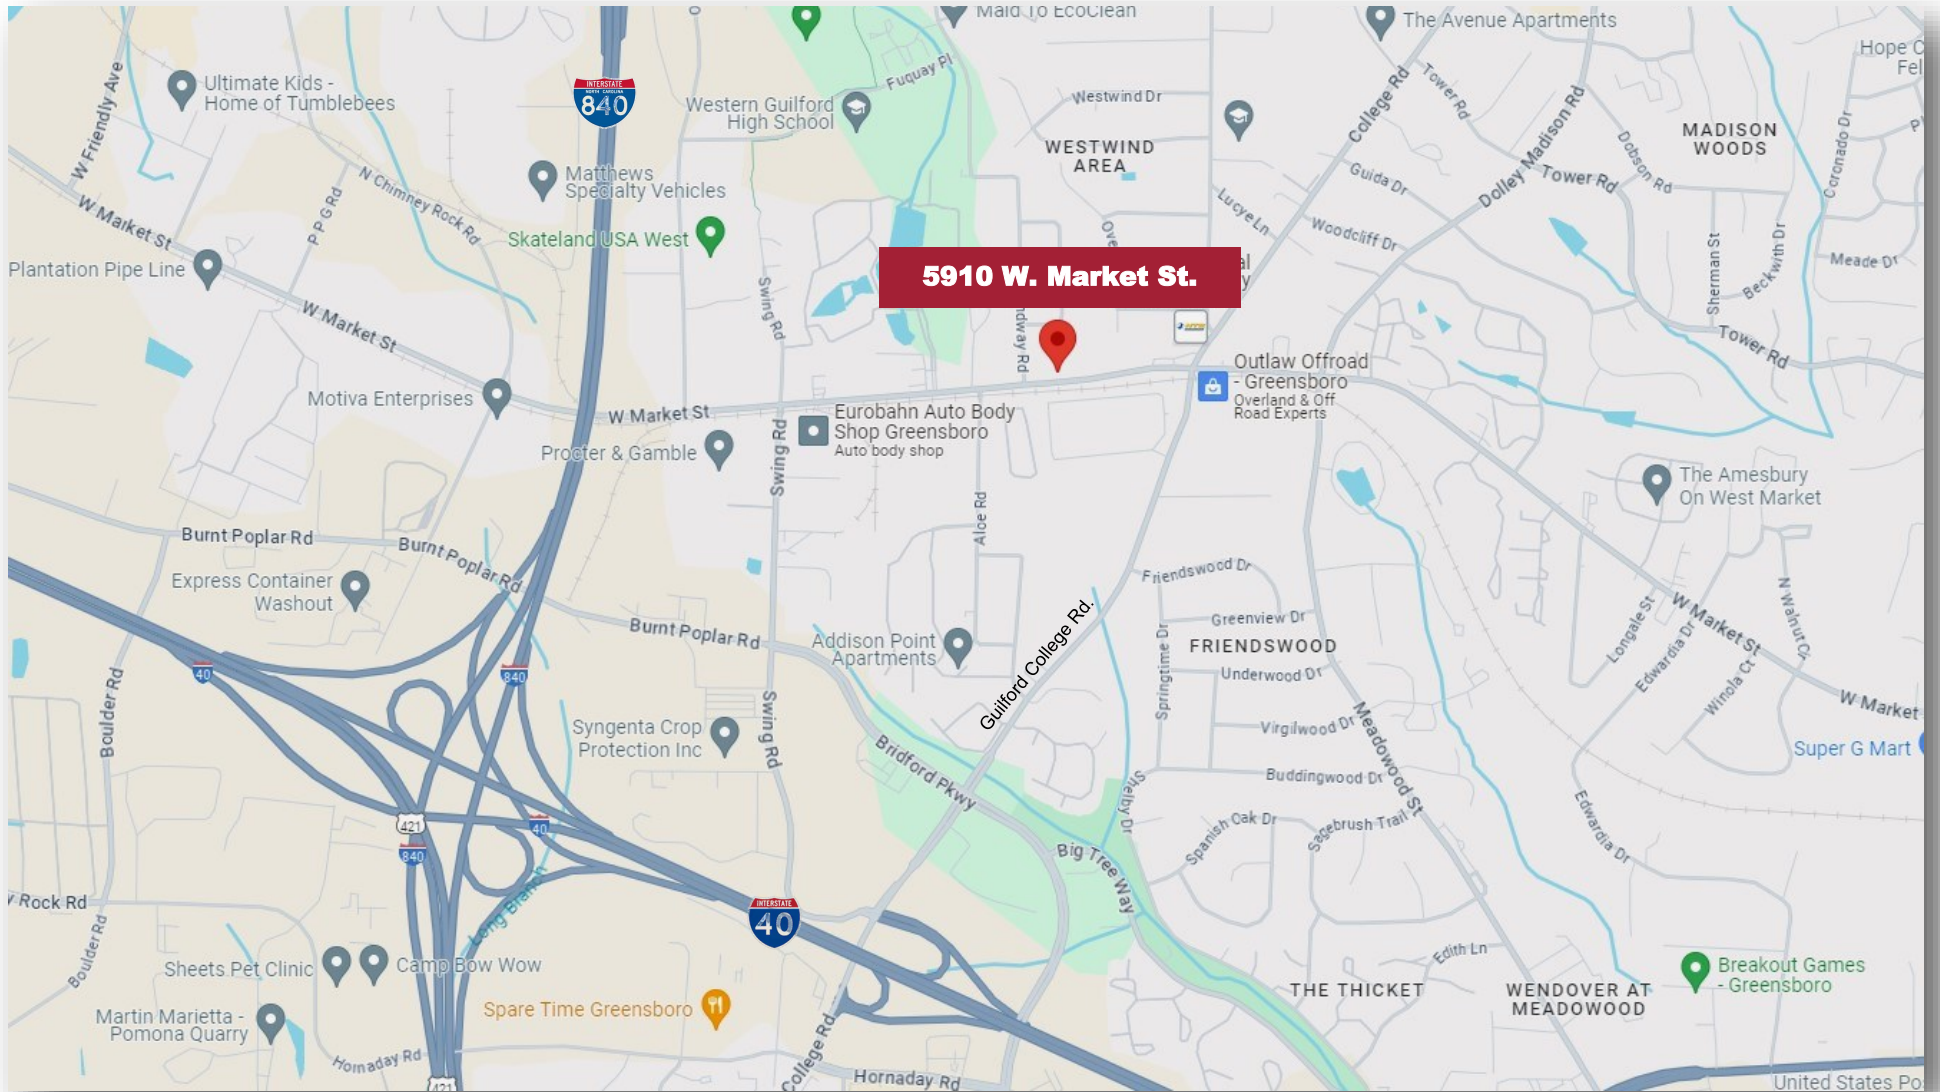 Maid To EcoClean
The Avenue Apartments
Hope C
Fel
Ultimate Kids -
Home of Tumblebees
W Friendly Ave
INTERSTATE
NORTH CAROLINA
840
Fuquay Pl
Western Guilford
High School
Westwind Dr
WESTWIND
AREA
College Rd
Tower Rd
Dolley Madison Rd
MADISON
WOODS
Coronado Dr
Pl
Matthews
Specialty Vehicles
N Chimney Rock Rd
P P G Rd
W Market St
Guida Dr
Tower Rd
Dobson Rd
Lucye Ln
Woodcliff Dr
Ove
Skateland USA West
Plantation Pipe Line
5910 W. Market St.
al
y
Sherman St
Beckwith Dr
Meade Dr
Swing Rd
W Market St
ndway Rd
Tower Rd
Outlaw Offroad
- Greensboro
Overland & Off
Road Experts
Motiva Enterprises
W Market St
Eurobahn Auto Body
Shop Greensboro
Auto body shop
Procter & Gamble
Swing Rd
The Amesbury
On West Market
Aloe Rd
Burnt Poplar Rd
Burnt Poplar Rd
Express Container
Washout
Friendswood Dr
Guilford College Rd.
Greenview Dr
FRIENDSWOOD
Underwood Dr
Springtime Dr
Longale St
Edwardia Dr
W Market St
N Walnut Cir
Winola Ct
W Market
Burnt Poplar Rd
Addison Point
Apartments
40
840
Boulder Rd
Swing Rd
Syngenta Crop
Protection Inc
Virgilwood Dr
Meadowood St
Super G Mart
Bridford Pkwy
Buddingwood Dr
Shelby Dr
Spanish Oak Dr
Sagebrush Trail
Edwardia Dr
421
40
840
Big Tree Way
y Rock Rd
Long Branch
INTERSTATE
40
Boulder Rd
Sheets Pet Clinic
Camp Bow Wow
Edith Ln
Breakout Games
- Greensboro
THE THICKET
WENDOVER AT
MEADOWOOD
Spare Time Greensboro
Martin Marietta -
Pomona Quarry
Hornaday Rd
College Rd
Hornaday Rd
421
United States Po